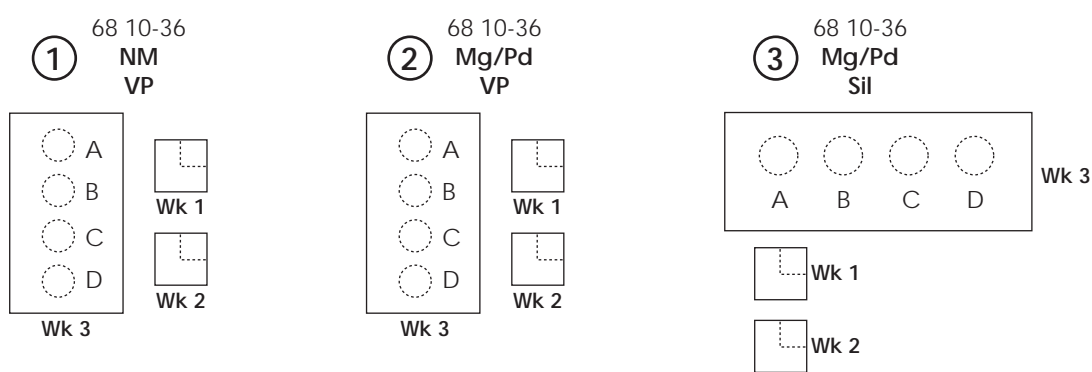 68 10-36
1 NM
VP
A
B
C
D
Wk 1
Wk 2
Wk 3
68 10-36
2 Mg/Pd
VP
A
B
C
D
Wk 1
Wk 2
Wk 3
68 10-36
3 Mg/Pd
Sil
A B C D
Wk 3
Wk 1
Wk 2